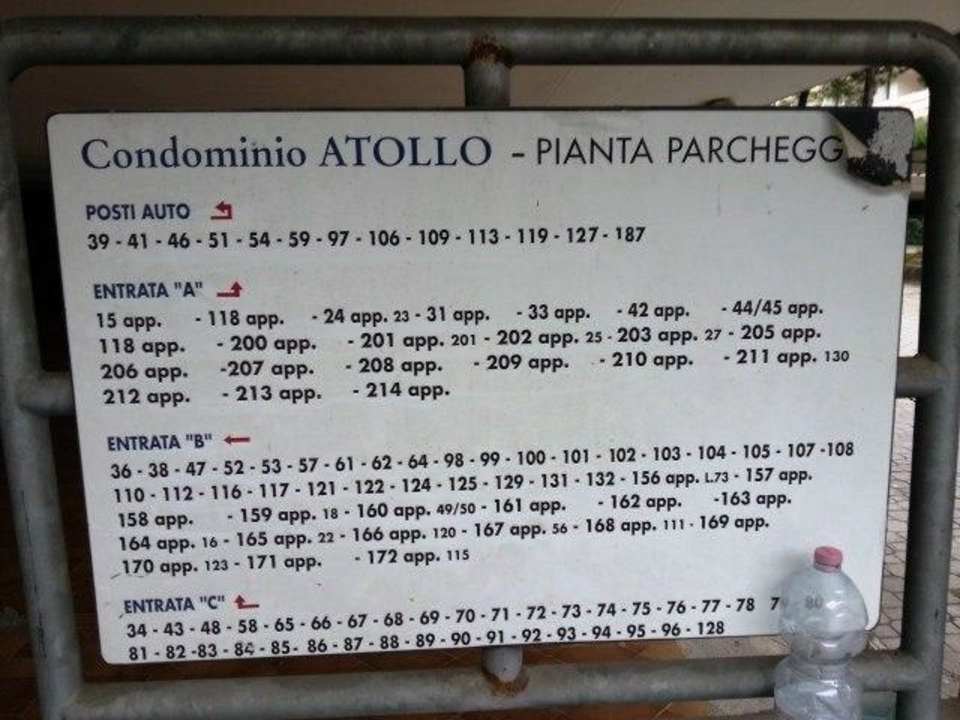 Condominio ATOLLO - PIANTA PARCHEGG
POSTI AUTO
39 - 41 - 46 - 51 - 54 - 59 - 97 - 106 - 109 - 113 - 119 - 127 - 187
ENTRATA "A"
15 app. - 118 app. - 24 app. 23 - 31 app. - 33 app. - 42 app. - 44/45 app.
118 app. - 200 app. - 201 app. 201 - 202 app. 25 - 203 app. 27 - 205 app.
206 app. -207 app. - 208 app. - 209 app. - 210 app. - 211 app. 130
212 app. - 213 app. - 214 app.
ENTRATA "B"
36 - 38 - 47 - 52 - 53 - 57 - 61 - 62 - 64 - 98 - 99 - 100 - 101 - 102 - 103 - 104 - 105 - 107 -108
110 - 112 - 116 - 117 - 121 - 122 - 124 - 125 - 129 - 131 - 132 - 156 app. L.73 - 157 app.
158 app. - 159 app. 18 - 160 app. 49/50 - 161 app. - 162 app. -163 app.
164 app. 16 - 165 app. 22 - 166 app. 120 - 167 app. 56 - 168 app. 111 - 169 app.
170 app. 123 - 171 app. - 172 app. 115
ENTRATA "C"
34 - 43 - 48 - 58 - 65 - 66 - 67 - 68 - 69 - 70 - 71 - 72 - 73 - 74 - 75 - 76 - 77 - 78 80
81 - 82 -83 - 84 - 85- 86 - 87 - 88 - 89 - 90 - 91 - 92 - 93 - 94 - 95 - 96 - 128